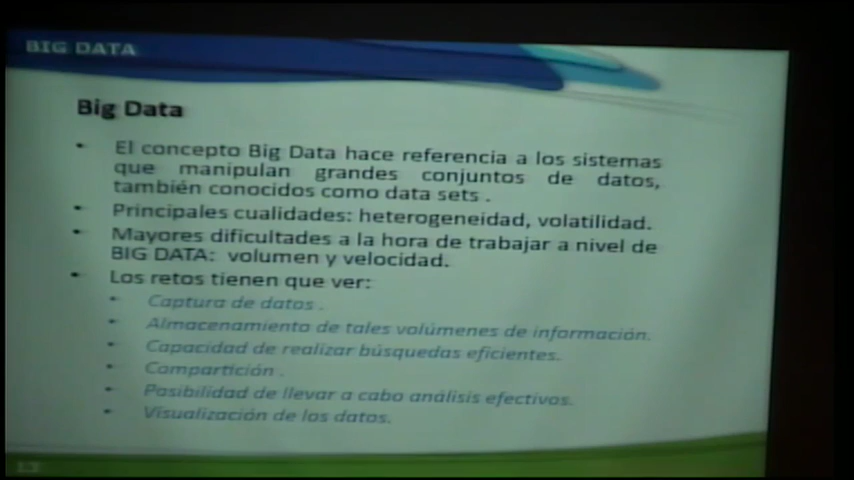 BIG DATA
Big Data
• El concepto Big Data hace referencia a los sistemas
que manipulan grandes conjuntos de datos,
también conocidos como data sets .
• Principales cualidades: heterogeneidad, volatilidad.
• Mayores dificultades a la hora de trabajar a nivel de
BIG DATA: volumen y velocidad.
• Los retos tienen que ver:
• Captura de datos .
• Almacenamiento de tales volúmenes de información.
• Capacidad de realizar búsquedas eficientes.
• Compartición .
• Posibilidad de llevar a cabo análisis efectivos.
• Visualización de los datos.